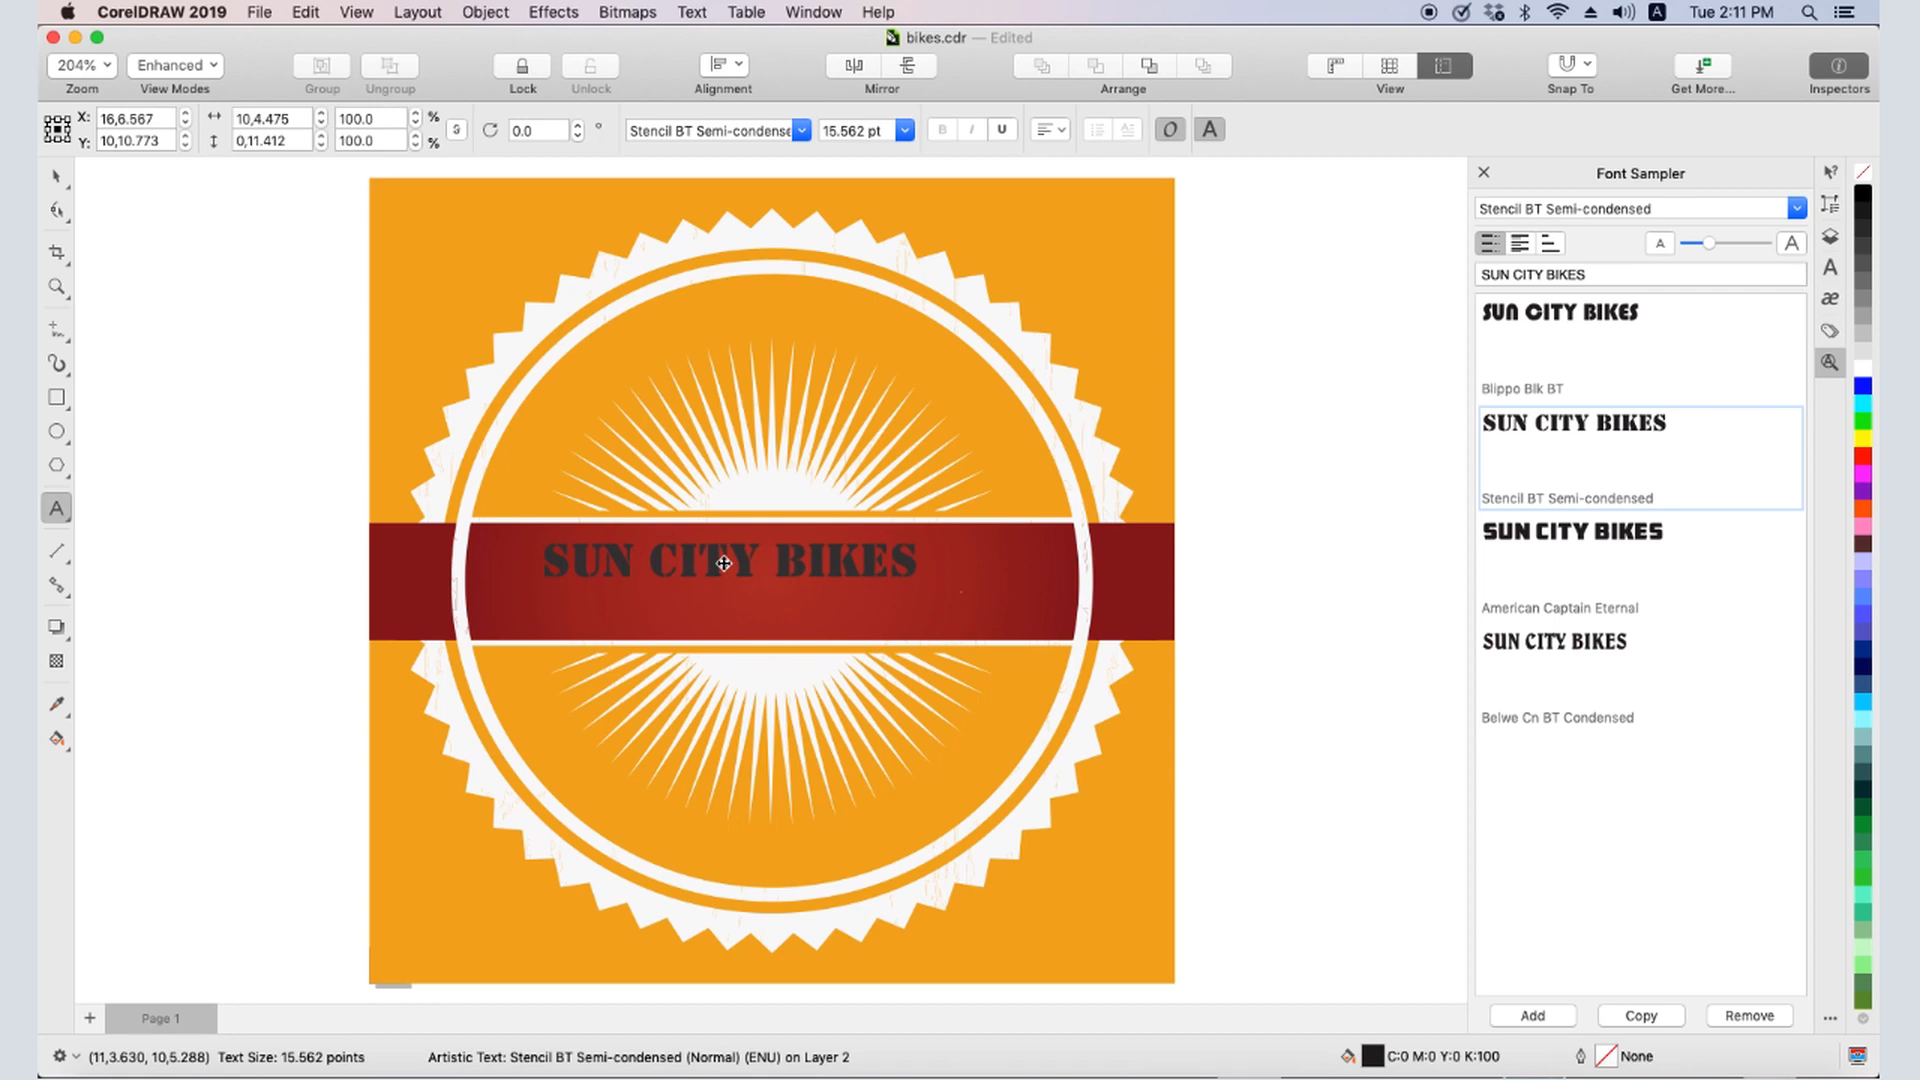 CorelDRAW 2019 File Edit View Layout Object Effects Bitmaps Text Table Window Help A Tue 2:11 PM
bikes.cdr — Edited
204% Enhanced
Zoom View Modes Group Ungroup Lock Unlock Alignment Mirror Arrange View Snap To Get More... Inspectors
X: 16,6.567 10,4.475 100.0 %
Y: 10,10.773 0,11.412 100.0 %
0.0 ° Stencil BT Semi-condense 15.562 pt B I U O A
Font Sampler
Stencil BT Semi-condensed
A A
SUN CITY BIKES
SUN CITY BIKES
Blippo Blk BT
SUN CITY BIKES
Stencil BT Semi-condensed
SUN CITY BIKES
American Captain Eternal
SUN CITY BIKES
Belwe Cn BT Condensed
SUN CITY BIKES
Add Copy Remove
+ Page 1
(11,3.630, 10,5.288) Text Size: 15.562 points Artistic Text: Stencil BT Semi-condensed (Normal) (ENU) on Layer 2 C:0 M:0 Y:0 K:100 None